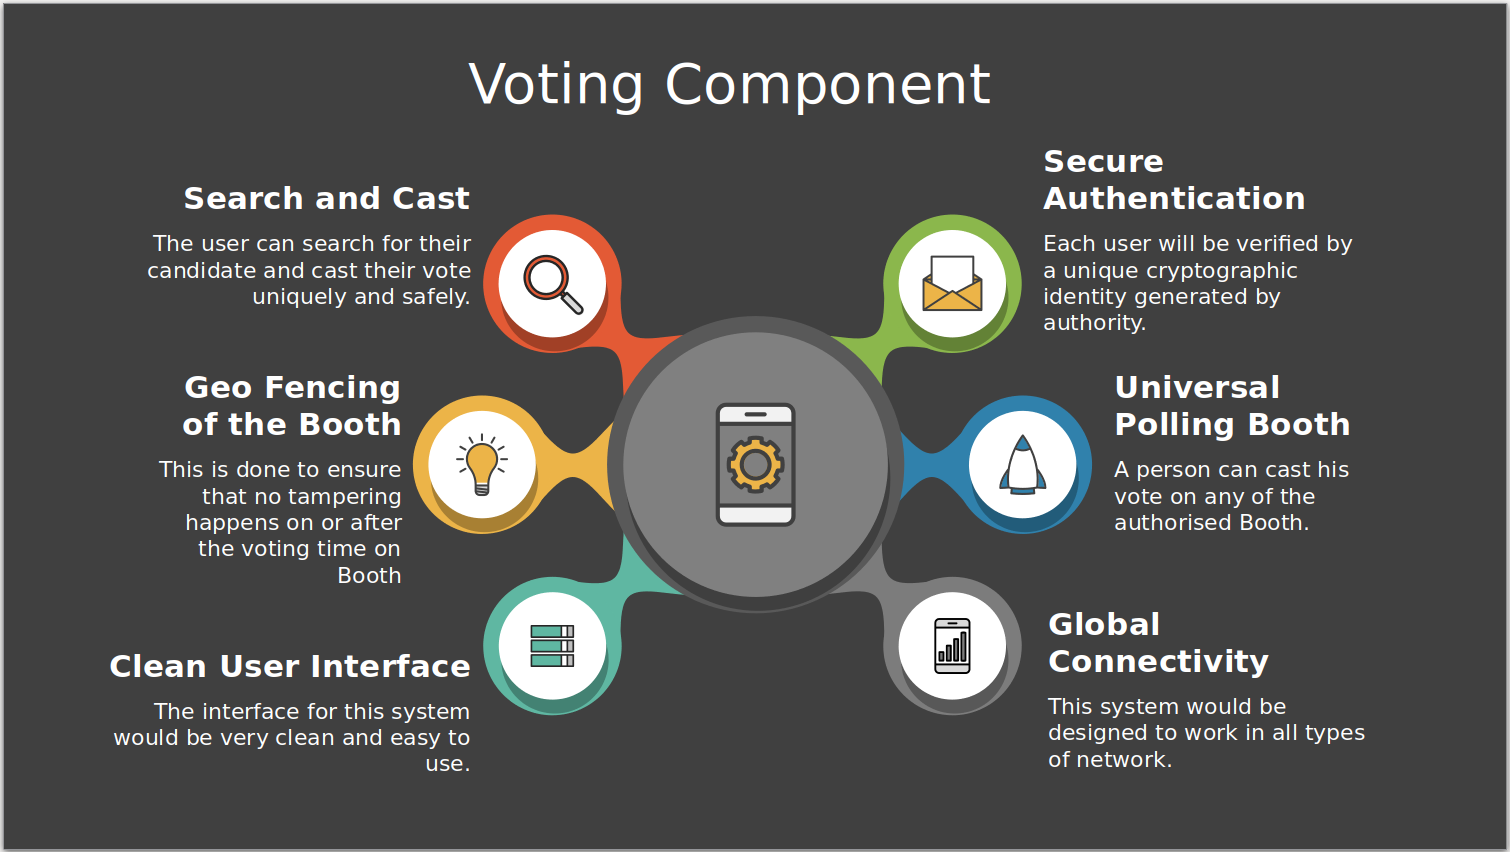 Voting Component
Search and Cast
The user can search for their
candidate and cast their vote
uniquely and safely.
Geo Fencing
of the Booth
This is done to ensure
that no tampering
happens on or after
the voting time on
Booth
Clean User Interface
The interface for this system
would be very clean and easy to
use.
Secure
Authentication
Each user will be verified by
a unique cryptographic
identity generated by
authority.
Universal
Polling Booth
A person can cast his
vote on any of the
authorised Booth.
Global
Connectivity
This system would be
designed to work in all types
of network.